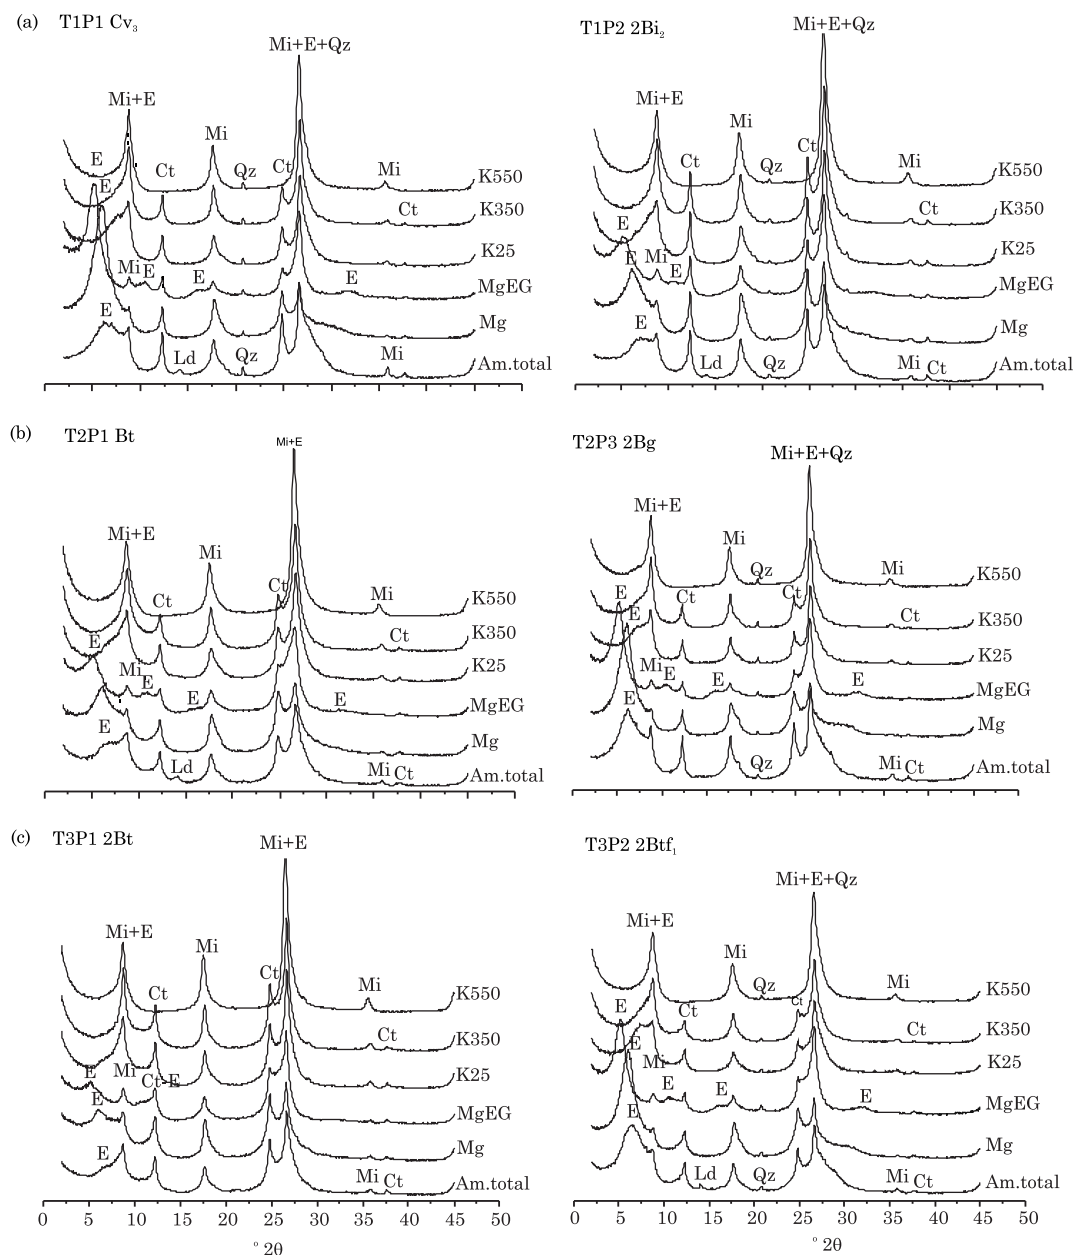 (a) T1P1 Cv3
Mi+E+Qz
Mi+E
E
E
Ct
Mi
Qz
Ct
Mi
K550
Ct
K350
K25
Mi
E
E
E
MgEG
E
Mg
Ld
Qz
Mi
Am.total
T1P2 2Bi2
Mi+E+Qz
Mi+E
Mi
Ct
Qz
Ct
Mi
K550
Ct
K350
E
K25
E
Mi
E
MgEG
E
Mg
Ld
Qz
Mi
Ct
Am.total
(b) T2P1 Bt
Mi+E
Mi+E
Mi
Ct
Ct
Mi
K550
Ct
K350
E
K25
Mi
E
E
E
MgEG
E
Mg
Ld
Mi
Ct
Am.total
T2P3 2Bg
Mi+E+Qz
Mi+E
Mi
Qz
Mi
K550
E
E
Ct
Ct
Ct
K350
K25
Mi
E
E
E
MgEG
E
Mg
Qz
Mi
Ct
Am.total
(c) T3P1 2Bt
Mi+E
Mi+E
Mi
Ct
Ct
Mi
K550
Ct
K350
E
Mi
Ct-E
K25
E
MgEG
E
Mg
Mi
Ct
Am.total
0 5 10 15 20 25 30 35 40 45 50
° 2θ
T3P2 2Btf1
Mi+E+Qz
Mi+E
Mi
Qz
Mi
K550
E
Ct
Ct
Ct
K350
E
Mi
K25
E
E
E
MgEG
E
Mg
Ld
Qz
Mi
Ct
Am.total
0 5 10 15 20 25 30 35 40 45 50
° 2θ